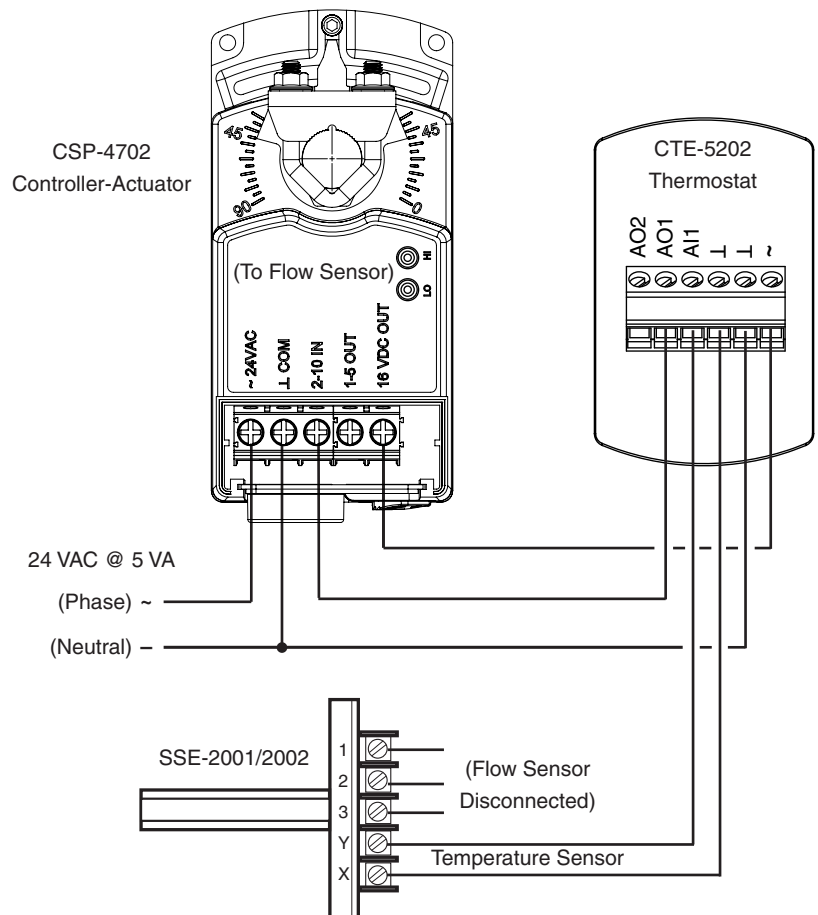 CSP-4702
Controller-Actuator
45
45
90
0
(To Flow Sensor)
HI
LO
~ 24VAC
⊥ COM
2-10 IN
1-5 OUT
16 VDC OUT
CTE-5202
Thermostat
AO2
AO1
AI1
⊥
⊥
~
24 VAC @ 5 VA
(Phase) ~
(Neutral) –
SSE-2001/2002
1
2
3
Y
X
(Flow Sensor
Disconnected)
Temperature Sensor